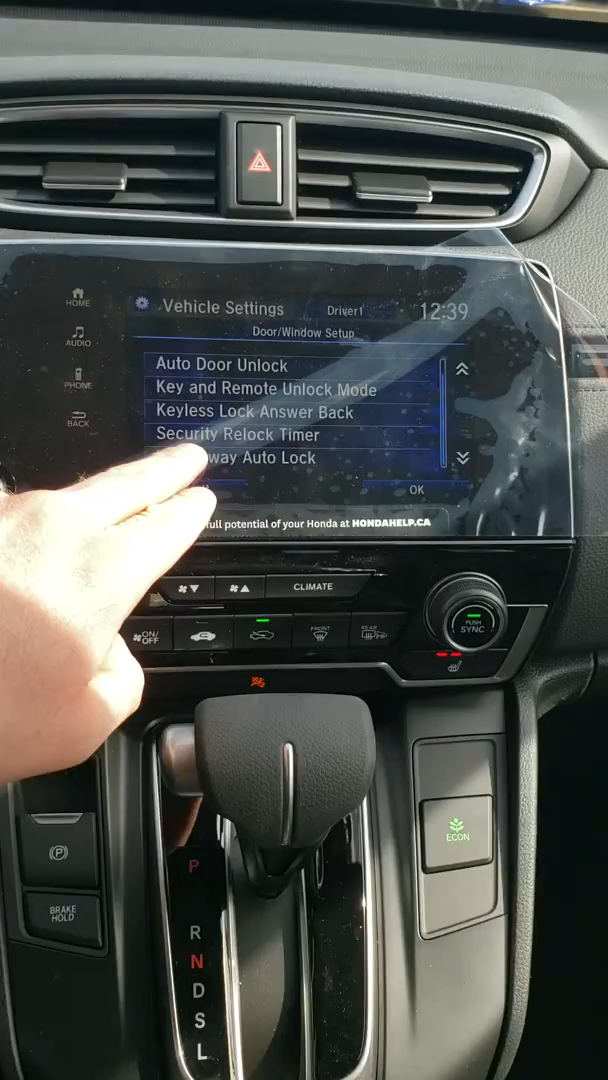 HOME
Vehicle Settings
Driver1
12:39
Door/Window Setup
AUDIO
Auto Door Unlock
PHONE
Key and Remote Unlock Mode
BACK
Keyless Lock Answer Back
Security Relock Timer
way Auto Lock
OK
full potential of your Honda at HONDAHELP.CA
CLIMATE
ON/
OFF
FRONT
REAR
PUSH
SYNC
P
ECON
BRAKE
HOLD
P
R
N
D
S
L